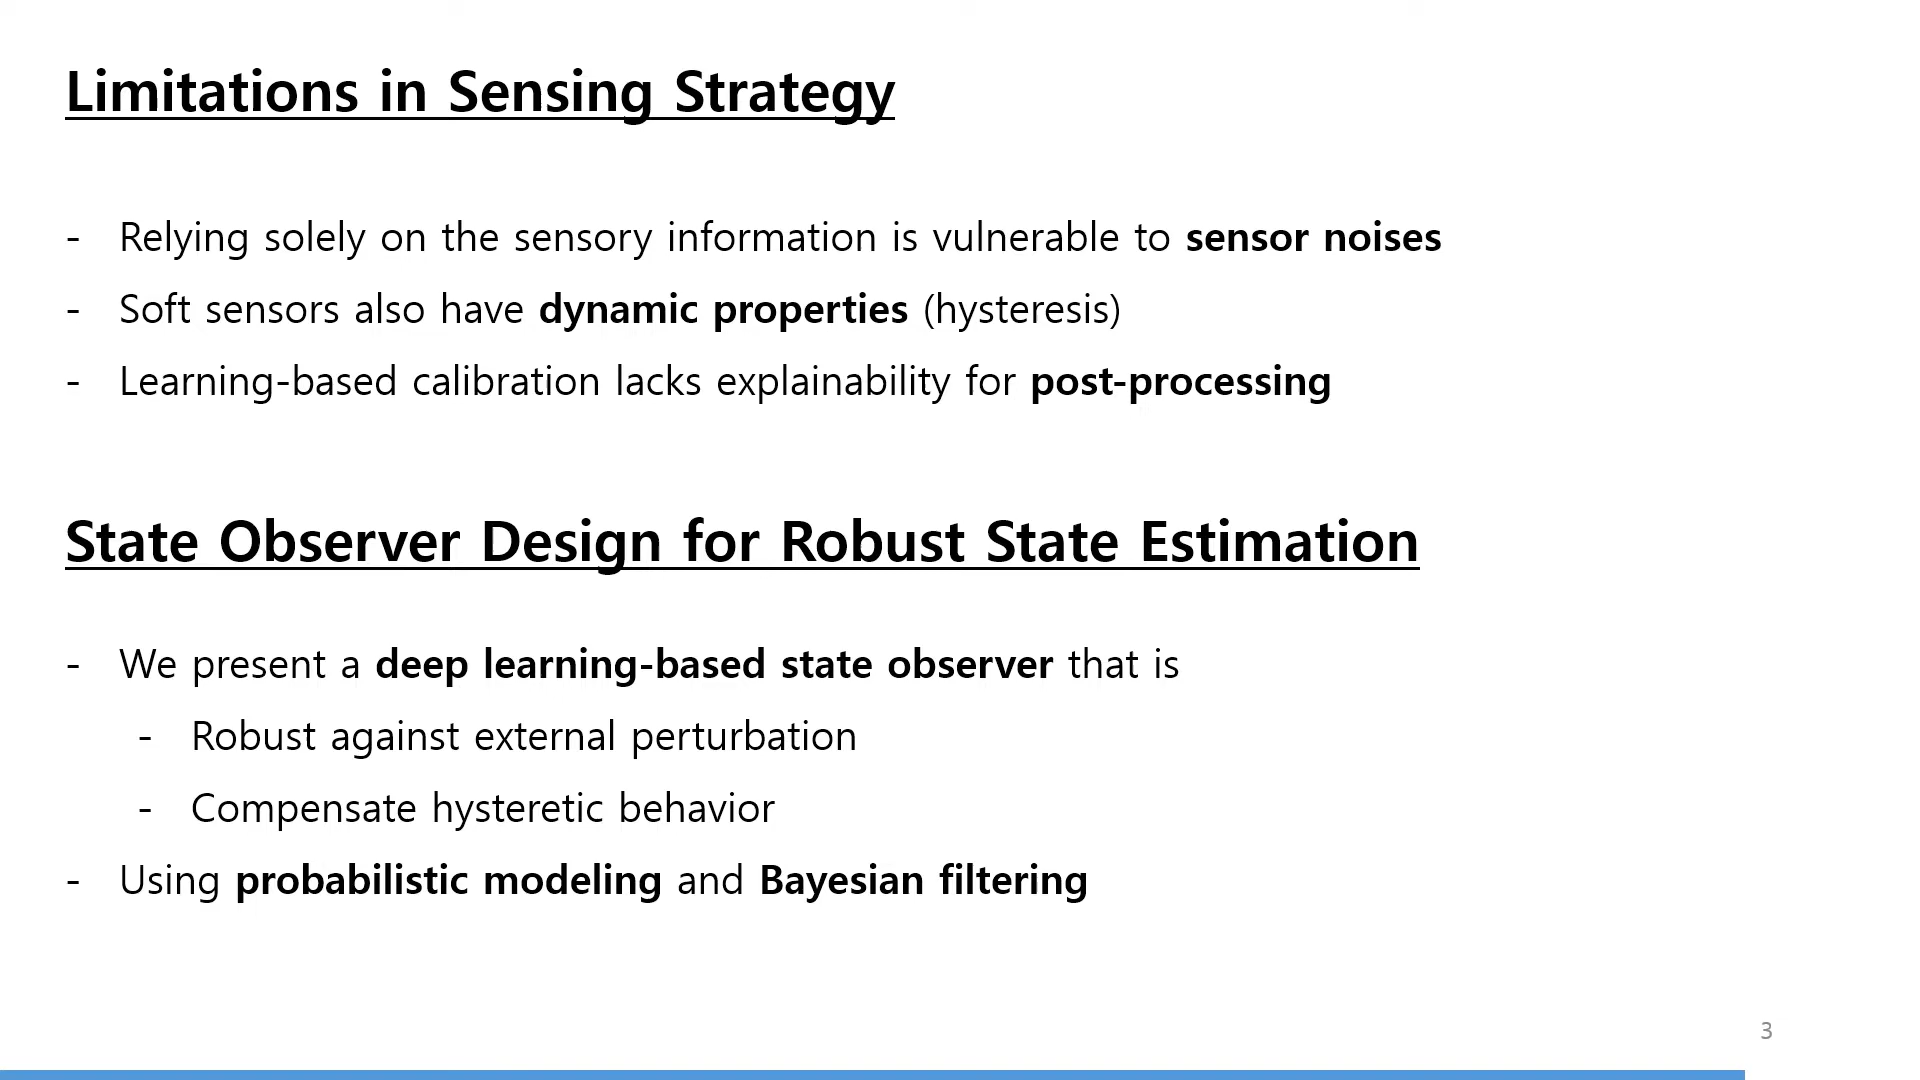 Limitations in Sensing Strategy
- Relying solely on the sensory information is vulnerable to sensor noises
- Soft sensors also have dynamic properties (hysteresis)
- Learning-based calibration lacks explainability for post-processing
State Observer Design for Robust State Estimation
- We present a deep learning-based state observer that is
- Robust against external perturbation
- Compensate hysteretic behavior
- Using probabilistic modeling and Bayesian filtering
3